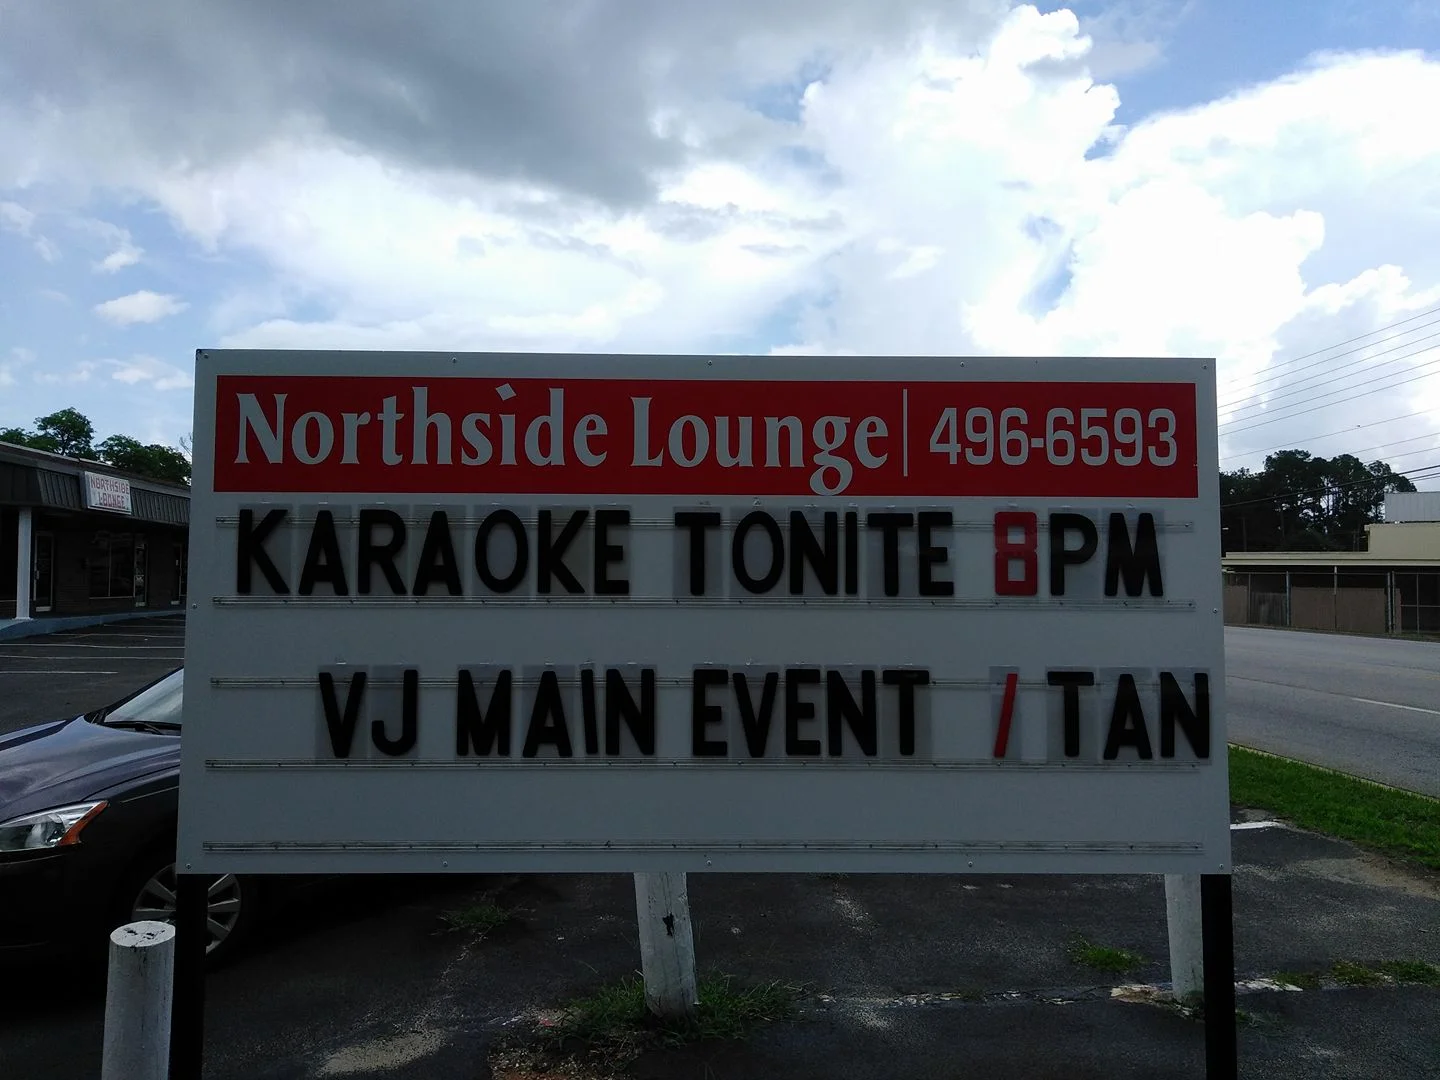 Northside Lounge | 496-6593
KARAOKE TONITE 8PM
VJ MAIN EVENT / TAN
NORTHSIDE
LOUNGE